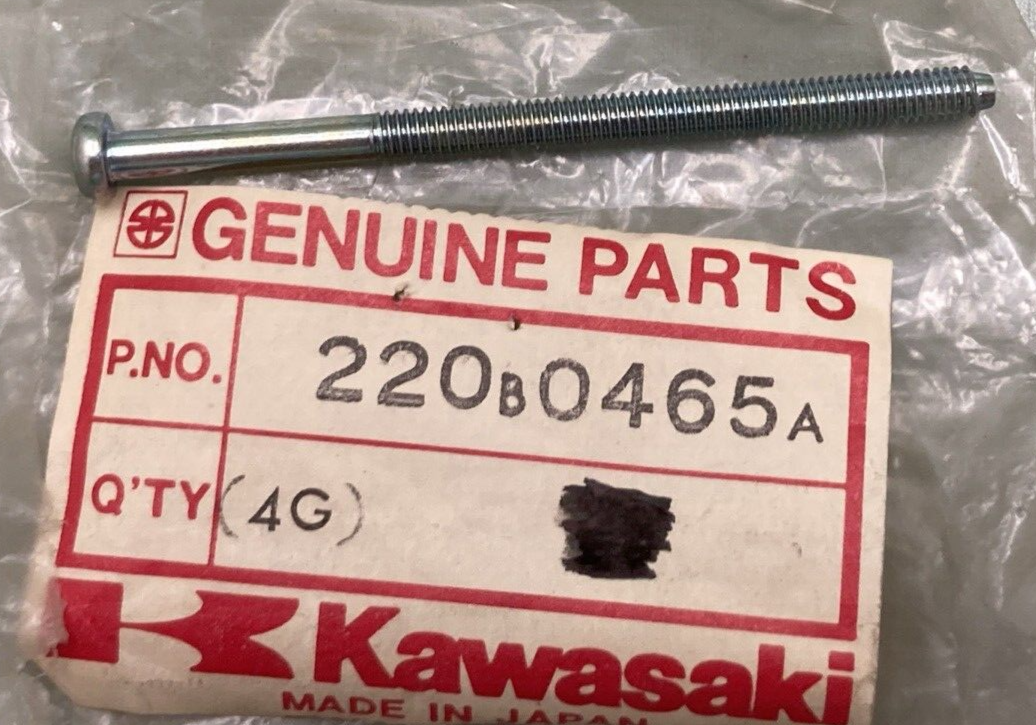 GENUINE PARTS
P.NO. 220B0465A
Q'TY (4G)
Kawasaki
MADE IN JAPAN